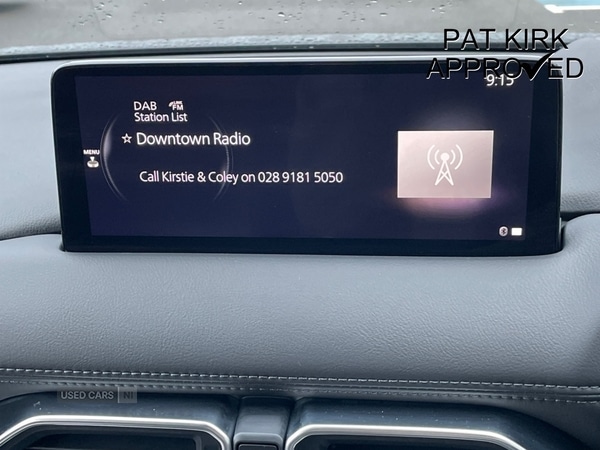 PAT KIRK
APPROVED
9:15
DAB
Station List
MENU
☆ Downtown Radio
Call Kirstie & Coley on 028 9181 5050
USED CARS NI